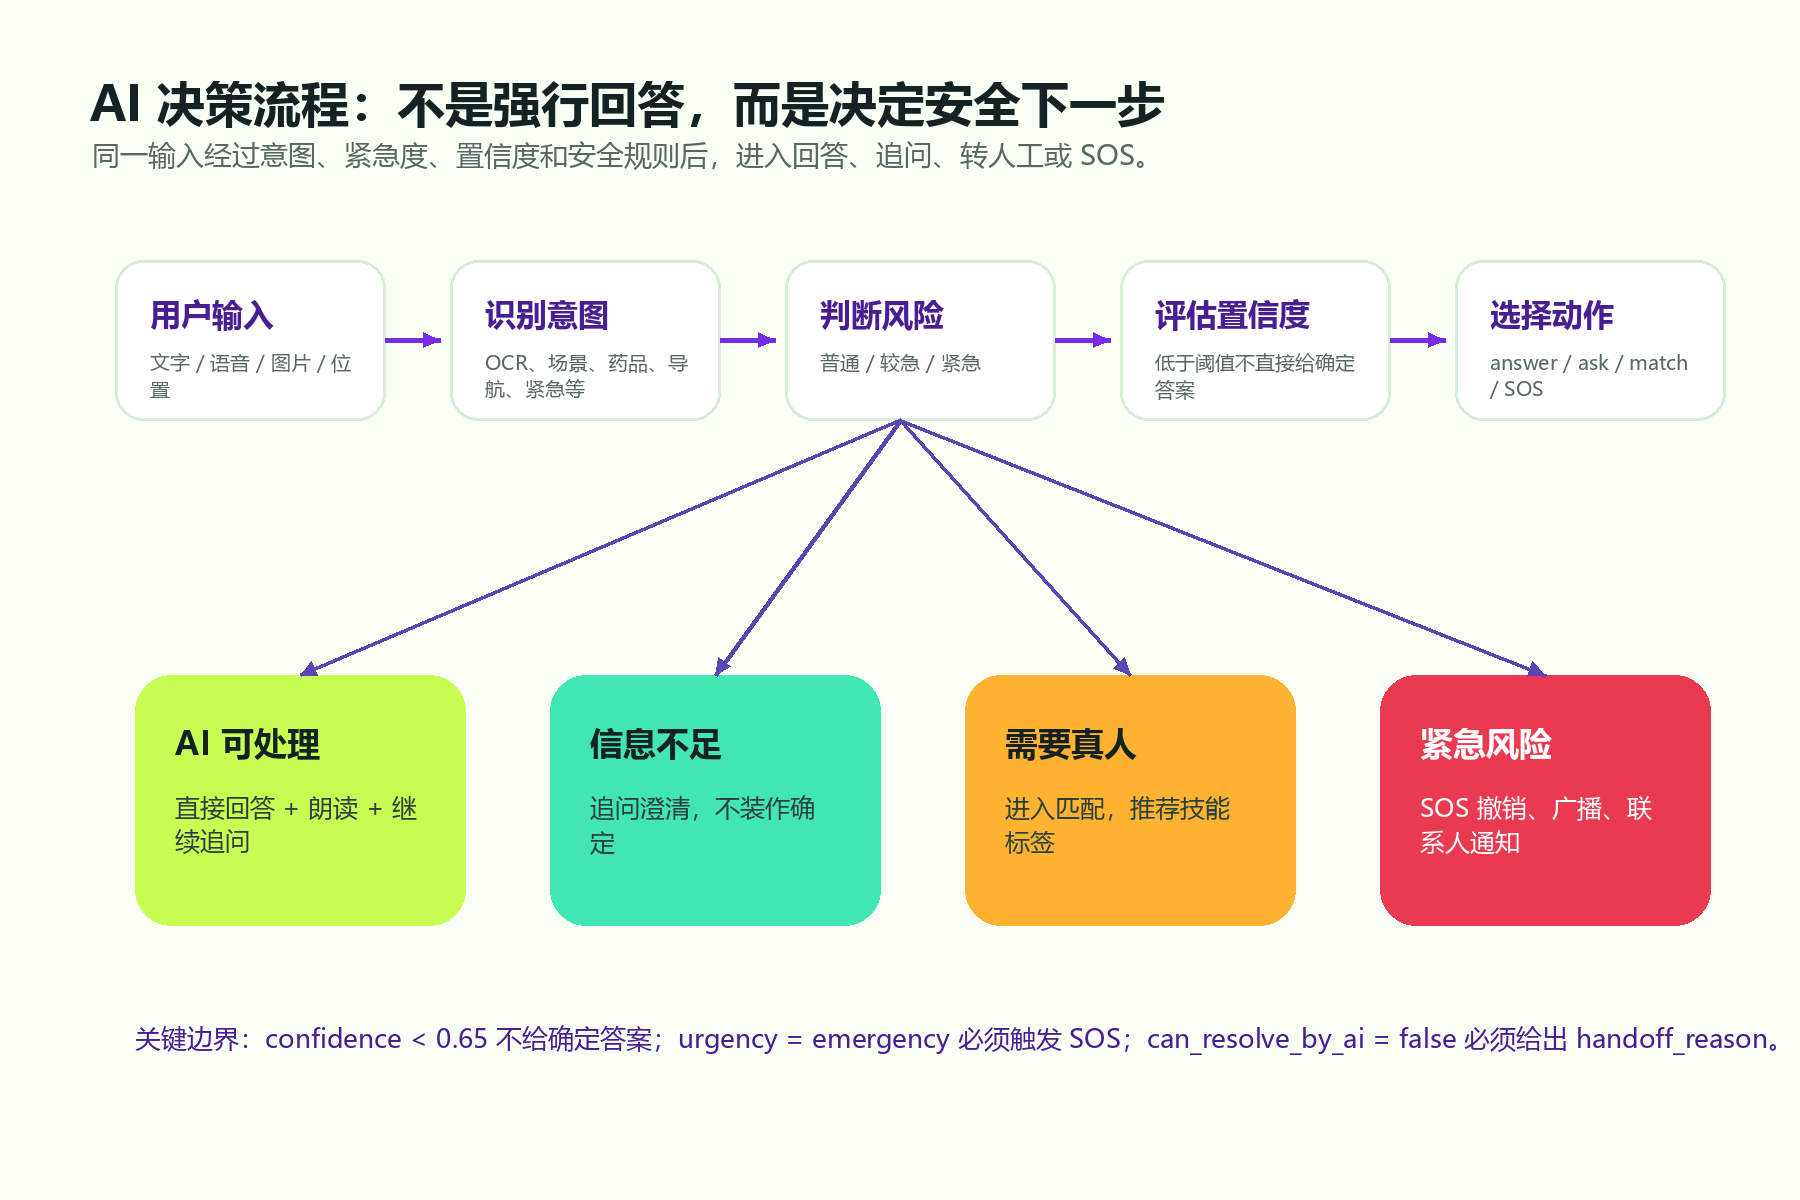 AI 决策流程：不是强行回答，而是决定安全下一步
同一输入经过意图、紧急度、置信度和安全规则后，进入回答、追问、转人工或 SOS。
用户输入
文字 / 语音 / 图片 / 位
置
识别意图
OCR、场景、药品、导
航、紧急等
判断风险
普通 / 较急 / 紧急
评估置信度
低于阈值不直接给确定
答案
选择动作
answer / ask / match
/ SOS
AI 可处理
直接回答 + 朗读 + 继
续追问
信息不足
追问澄清，不装作确
定
需要真人
进入匹配，推荐技能
标签
紧急风险
SOS 撤销、广播、联
系人通知
关键边界：confidence < 0.65 不给确定答案；urgency = emergency 必须触发 SOS；can_resolve_by_ai = false 必须给出 handoff_reason。